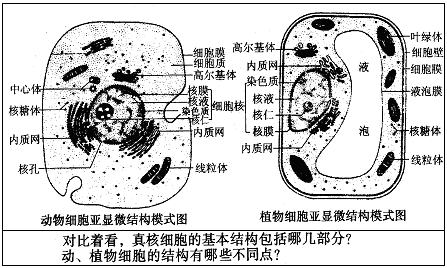 细胞膜
细胞质
高尔基体
中心体
核膜
核液
染色质
核仁
细胞核
核糖体
内质网
内质网
核孔
线粒体
动物细胞亚显微结构模式图
高尔基体
内质网
染色质
核液
核仁
核膜
内质网
液
泡
叶绿体
细胞壁
细胞膜
液泡膜
核糖体
线粒体
植物细胞亚显微结构模式图
对比着看,真核细胞的基本结构包括哪几部分?
动、植物细胞的结构有哪些不同点?